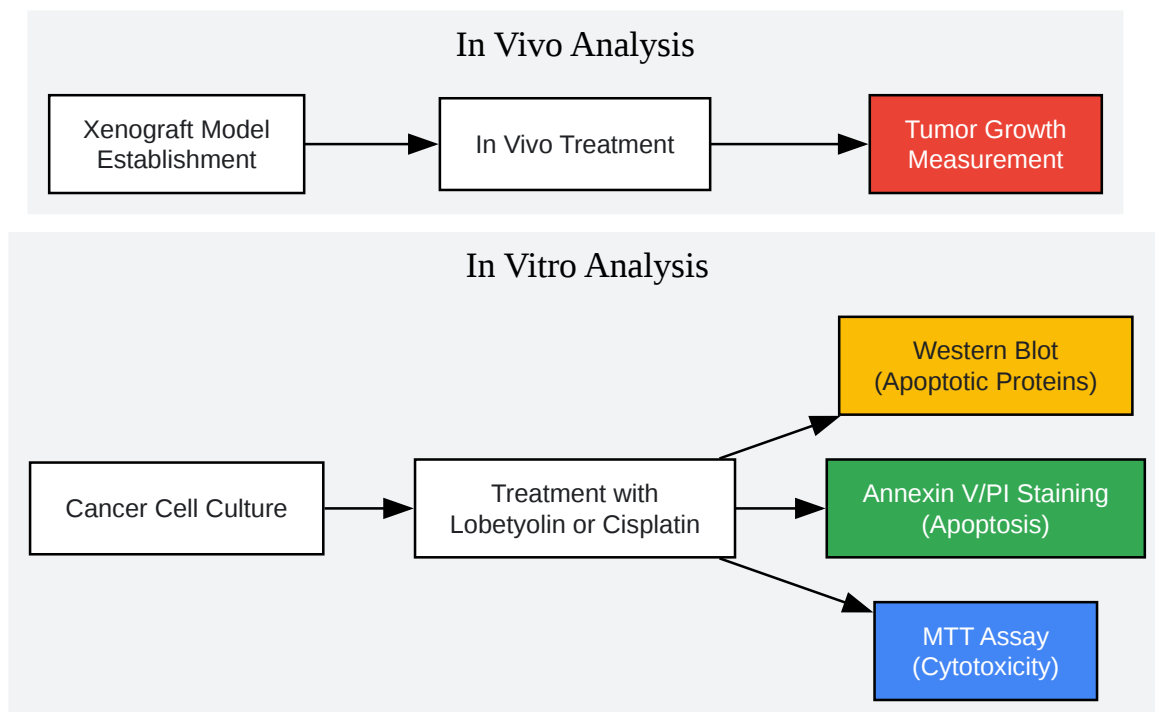 In Vivo Analysis
Xenograft Model
Establishment
In Vivo Treatment
Tumor Growth
Measurement
In Vitro Analysis
Western Blot
(Apoptotic Proteins)
Cancer Cell Culture
Treatment with
Lobetyolin or Cisplatin
Annexin V/PI Staining
(Apoptosis)
MTT Assay
(Cytotoxicity)